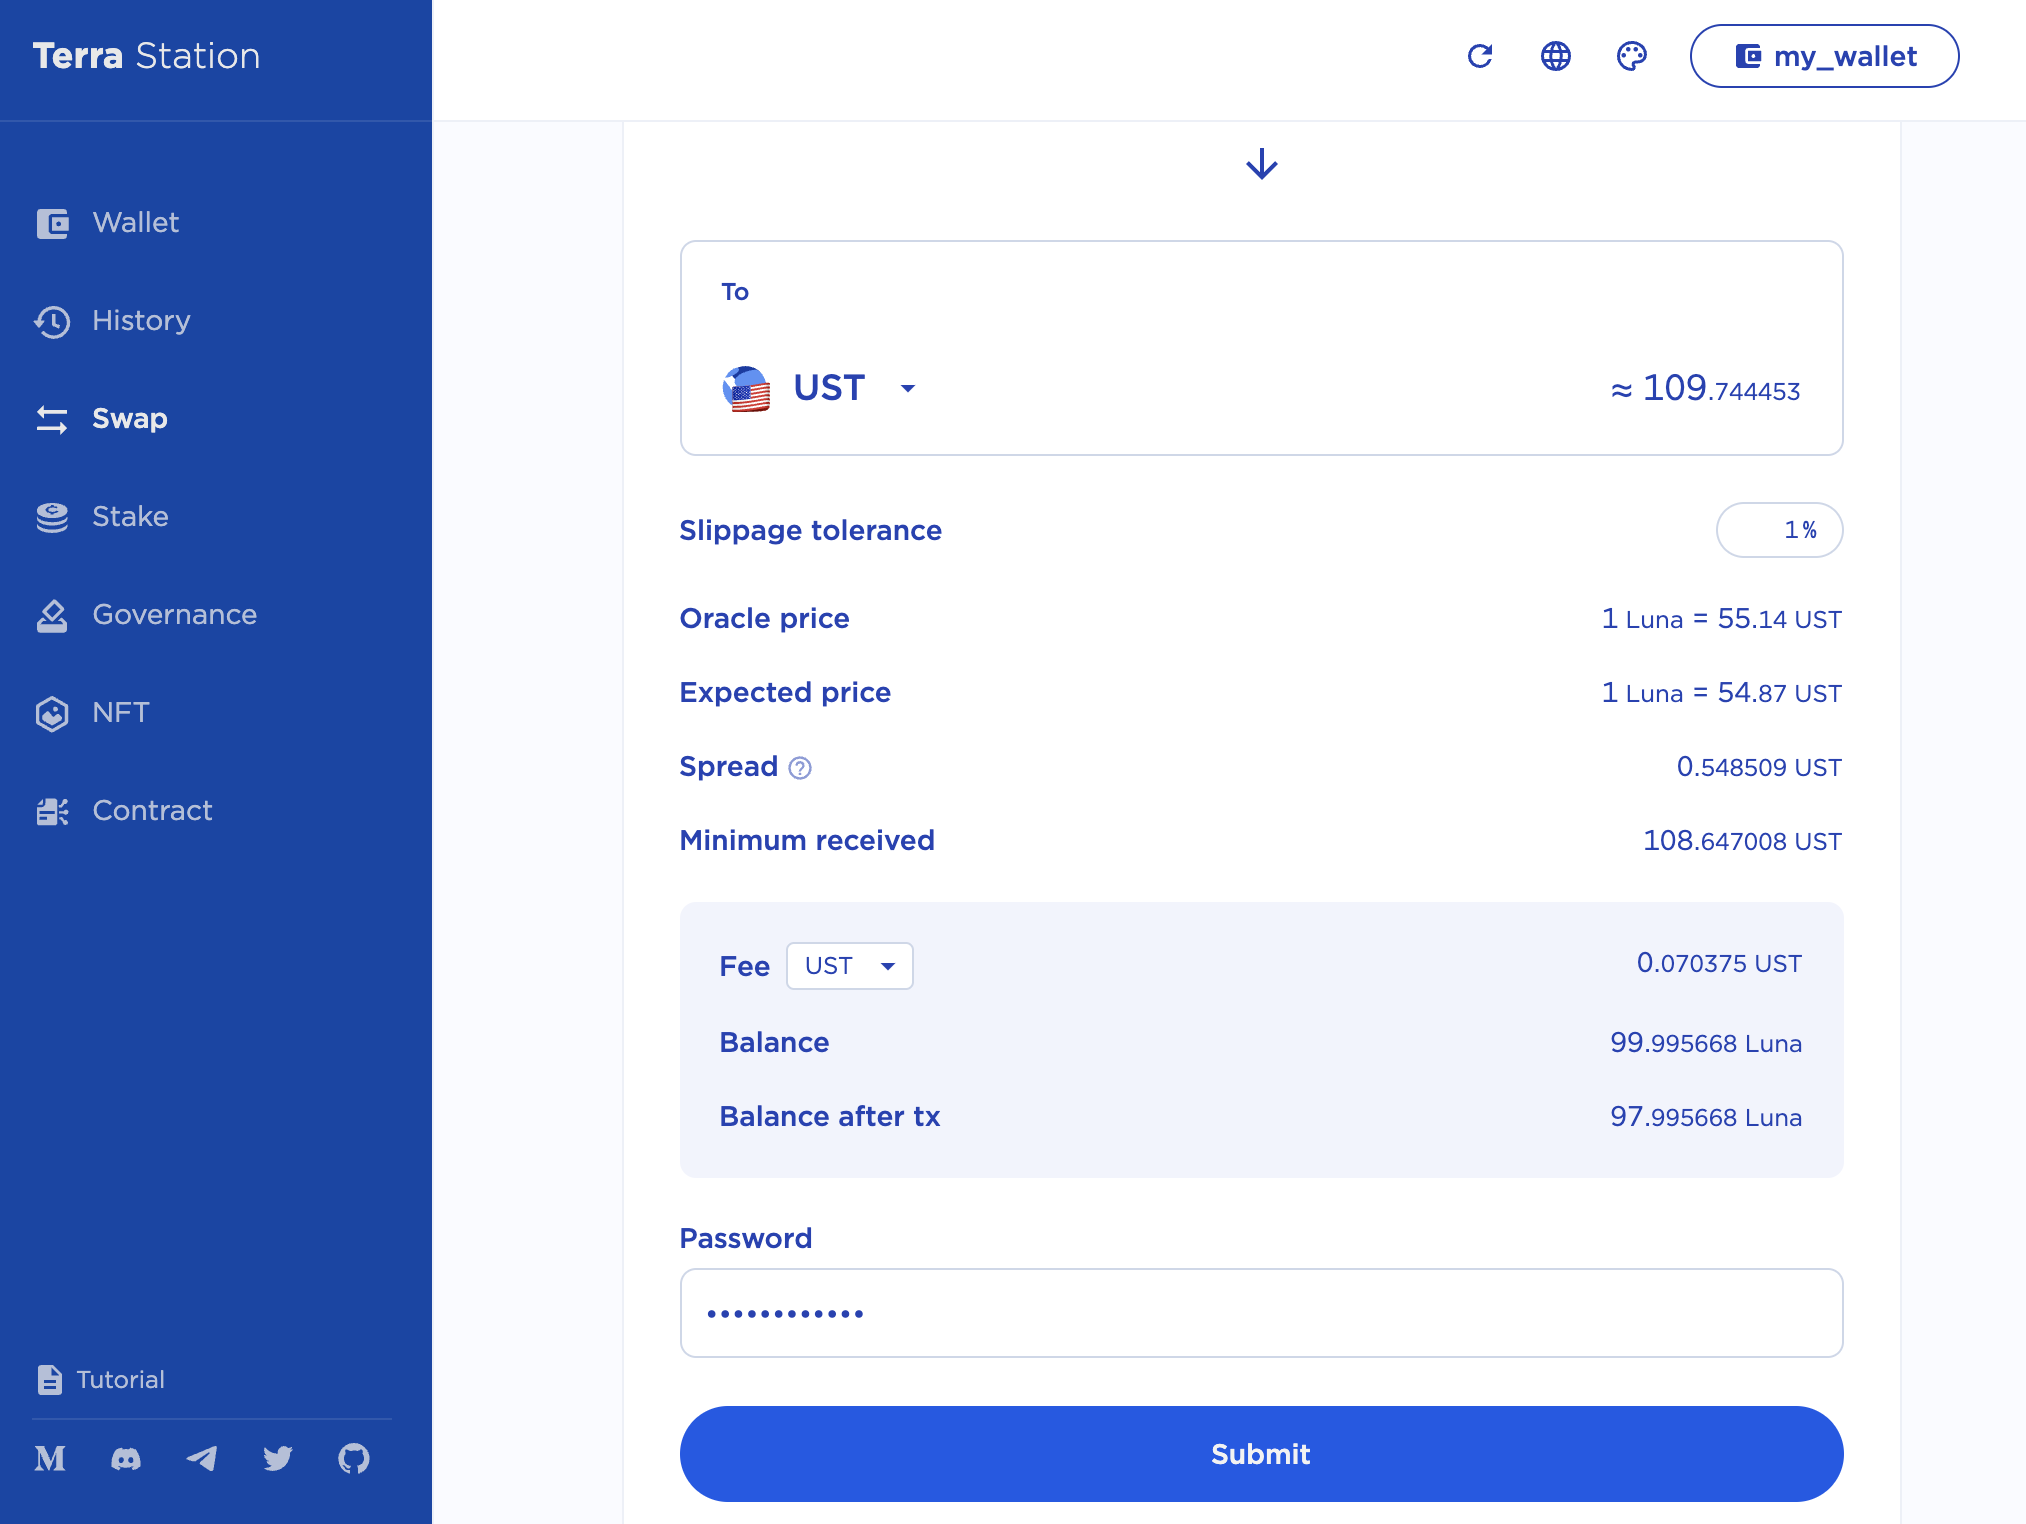 Terra Station
my_wallet
Wallet
History
Swap
Stake
Governance
NFT
Contract
Tutorial
To
UST ≈ 109.744453
Slippage tolerance 1%
Oracle price 1 Luna = 55.14 UST
Expected price 1 Luna = 54.87 UST
Spread ? 0.548509 UST
Minimum received 108.647008 UST
Fee UST 0.070375 UST
Balance 99.995668 Luna
Balance after tx 97.995668 Luna
Password
••••••••••••
Submit